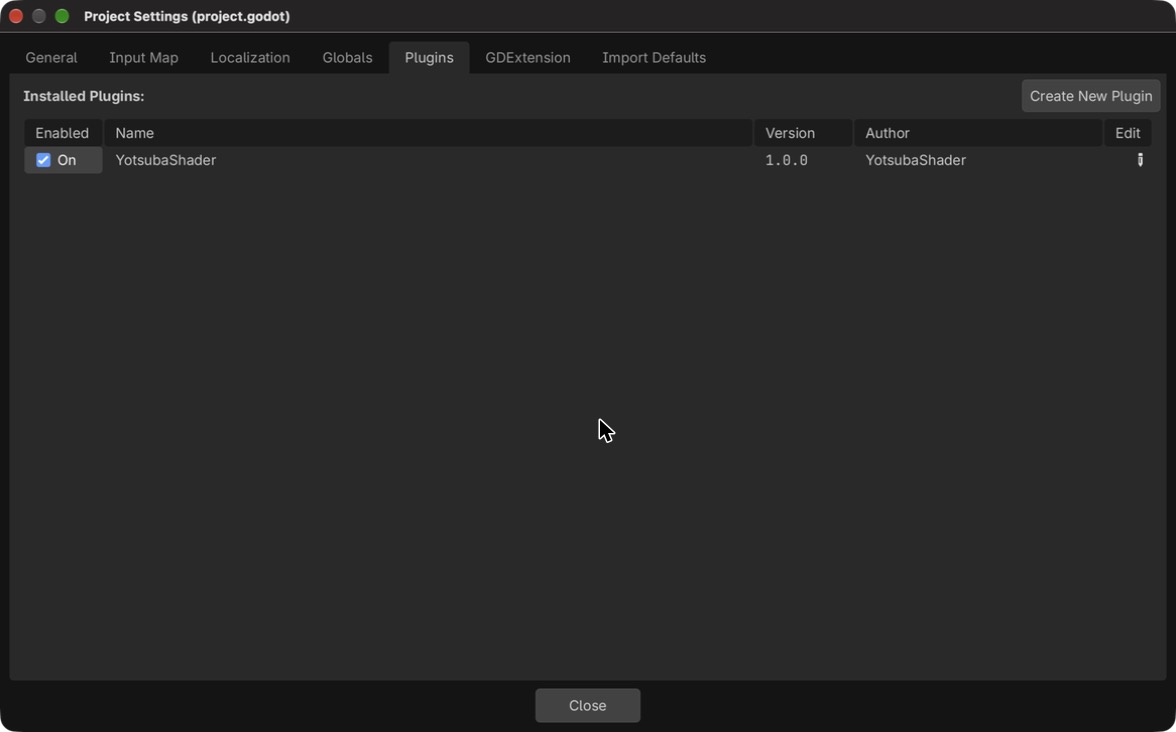 Project Settings (project.godot)
General Input Map Localization Globals Plugins GDExtension Import Defaults
Installed Plugins: Create New Plugin
Enabled Name Version Author Edit
On YotsubaShader 1.0.0 YotsubaShader
Close